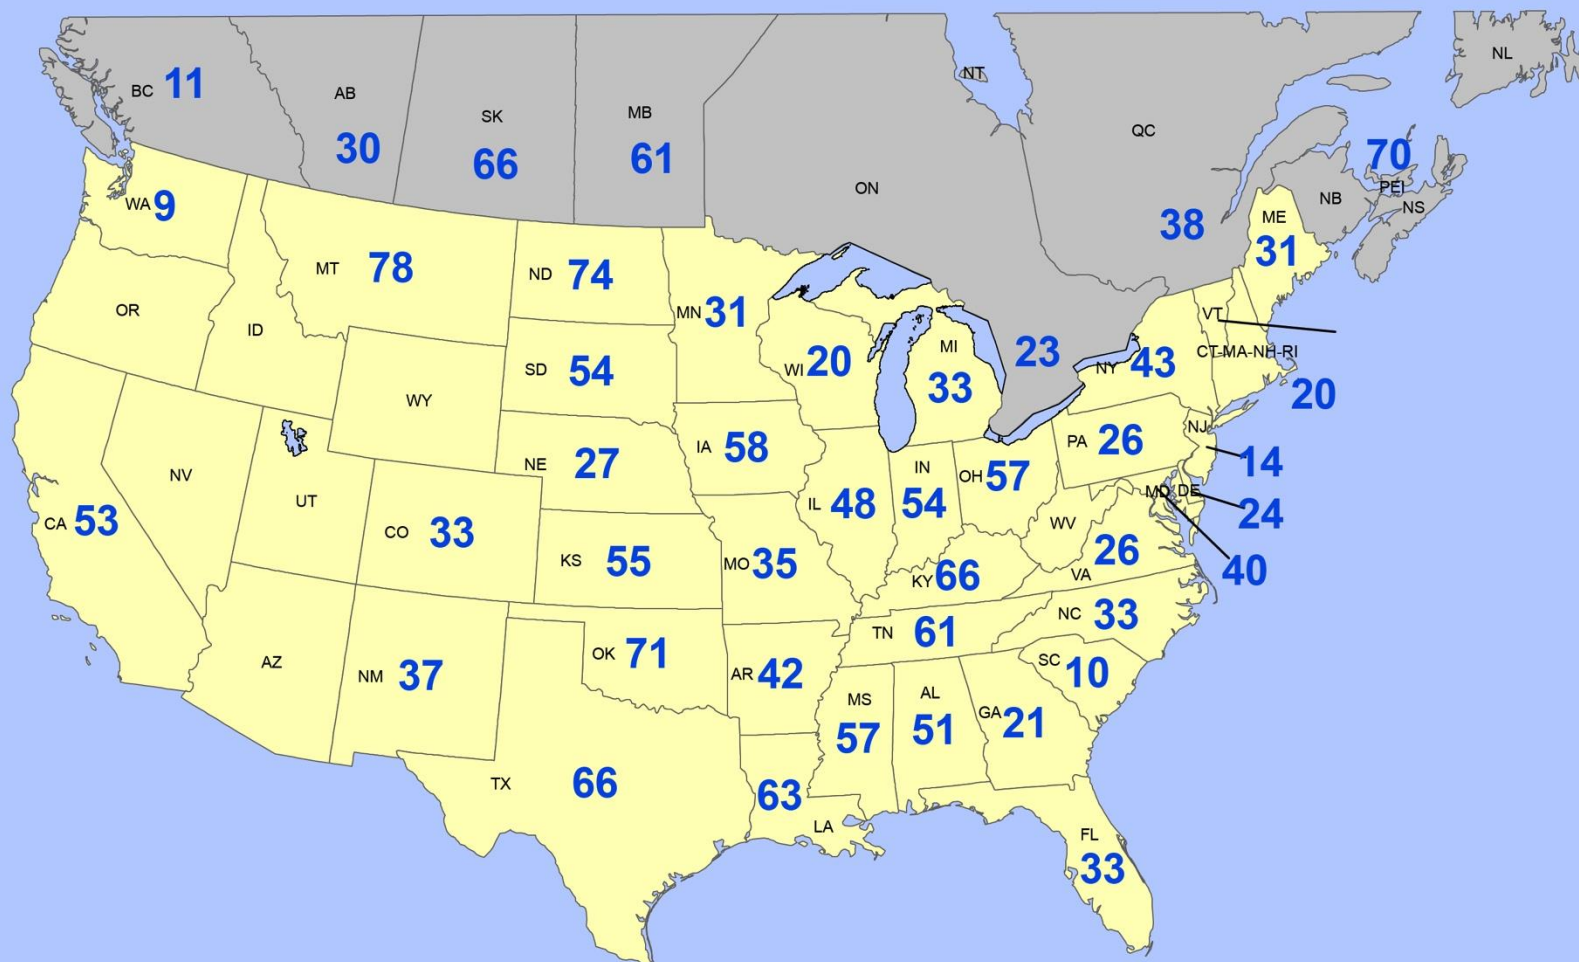 NL
NT
BC 11
AB
30
SK
66
MB
61
QC
ON
38
70
PEI
NB
NS
ME
31
WA 9
MT 78
ND 74
MN 31
OR
ID
WY
SD 54
WI 20
MI
33
23
NY 43
VT
CT-MA-NH-RI
20
NE 27
IA 58
PA 26
NJ
14
NV
UT
CA 53
CO 33
KS 55
IL 48
IN
54
OH 57
MD
DE
24
40
WV
26
VA
MO 35
KY 66
NC 33
TN 61
AZ
NM 37
OK 71
AR 42
SC 10
MS
57
AL
51
GA 21
TX 66
63
LA
FL
33